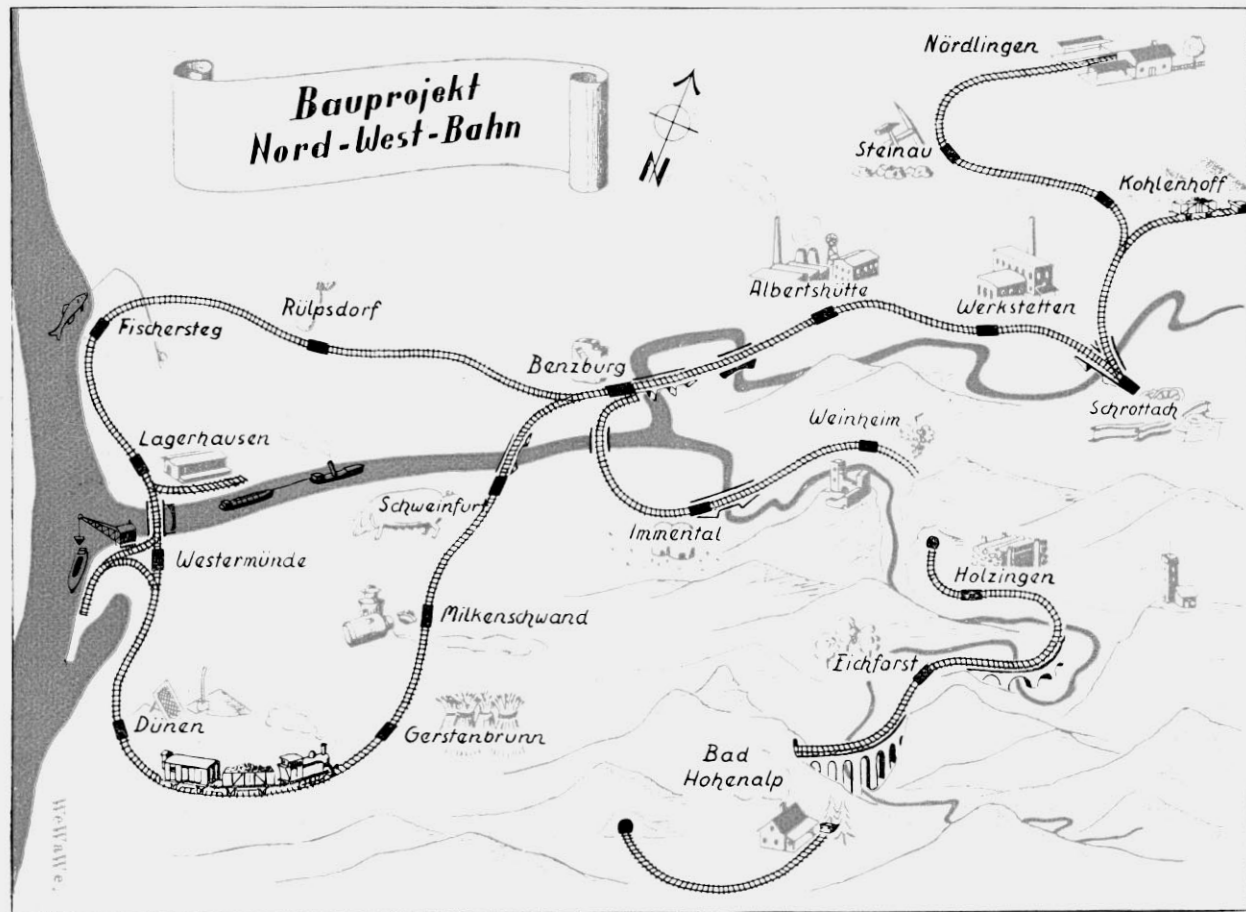 Bauprojekt
Nord-West-Bahn
N
Nördlingen
Steinau
Kohlenhoff
Albertshütte
Werkstetten
Rülpsdorf
Fischersteg
Benzburg
Schrottach
Weinheim
Lagerhausen
Schweinfurt
Immental
Westermünde
Holzingen
Milkenschwand
Eichforst
Dünen
Gerstenbrunn
Bad
Hohenalp
WeWaWe.